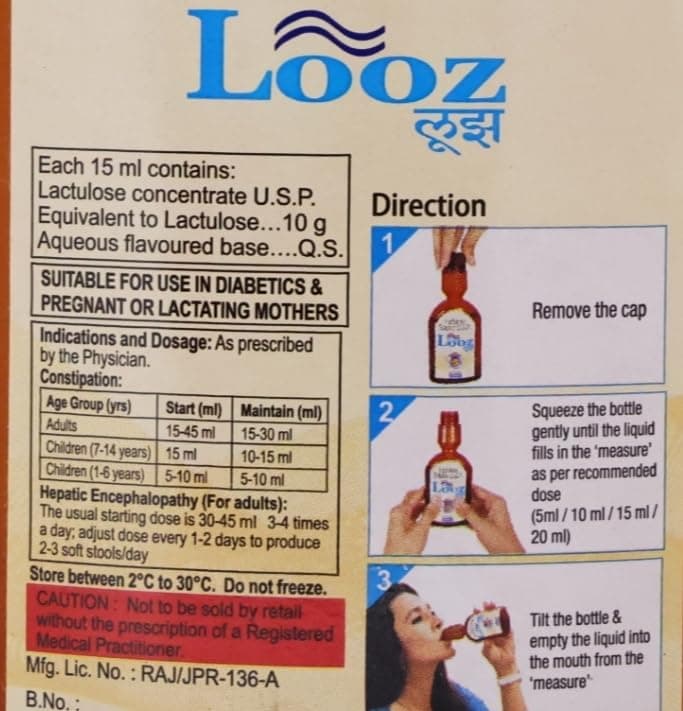 Looz
लूझ
Each 15 ml contains:
Lactulose concentrate U.S.P.
Equivalent to Lactulose...10 g
Aqueous flavoured base....Q.S.
SUITABLE FOR USE IN DIABETICS &
PREGNANT OR LACTATING MOTHERS
Indications and Dosage: As prescribed
by the Physician.
Constipation:
Age Group (yrs) Start (ml) Maintain (ml)
Adults 15-45 ml 15-30 ml
Children (7-14 years) 15 ml 10-15 ml
Children (1-6 years) 5-10 ml 5-10 ml
Hepatic Encephalopathy (For adults):
The usual starting dose is 30-45 ml 3-4 times
a day; adjust dose every 1-2 days to produce
2-3 soft stools/day
Store between 2°C to 30°C. Do not freeze.
CAUTION : Not to be sold by retail
without the prescription of a Registered
Medical Practitioner.
Mfg. Lic. No. : RAJ/JPR-136-A
B.No. :
Direction
1
Looz
Remove the cap
2
Looz
Squeeze the bottle
gently until the liquid
fills in the 'measure'
as per recommended
dose
(5ml / 10 ml / 15 ml /
20 ml)
3
Tilt the bottle &
empty the liquid into
the mouth from the
'measure'